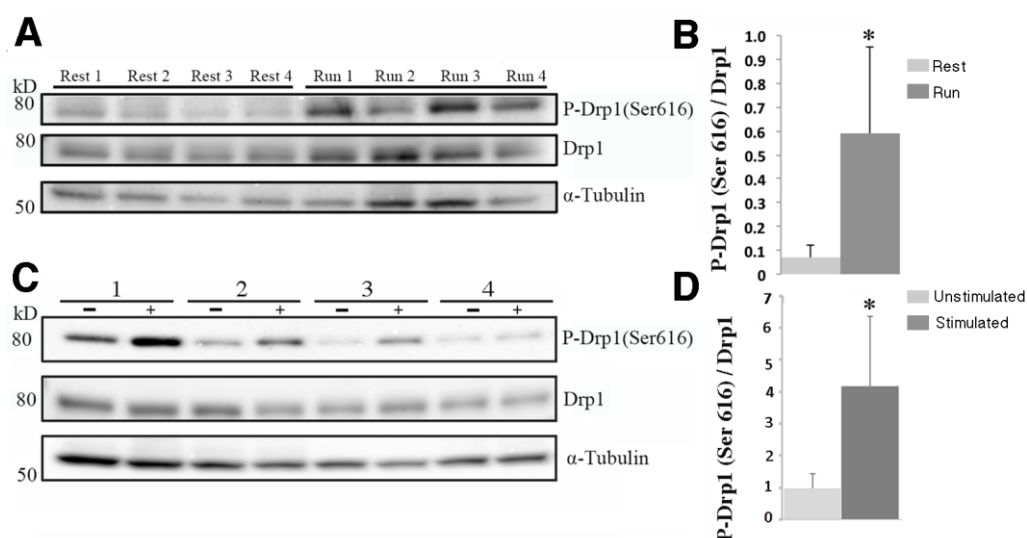 A
Rest 1 Rest 2 Rest 3 Rest 4 Run 1 Run 2 Run 3 Run 4
kD
80 P-Drp1(Ser616)
80 Drp1
50 α-Tubulin
B
P-Drp1 (Ser 616) / Drp1
1.0
0.9
0.8
0.7
0.6
0.5
0.4
0.3
0.2
0.1
0
*
Rest
Run
C
1 2 3 4
kD − + − + − + − +
80 P-Drp1(Ser616)
80 Drp1
50 α-Tubulin
D
P-Drp1 (Ser 616) / Drp1
7
6
5
4
3
2
1
0
*
Unstimulated
Stimulated